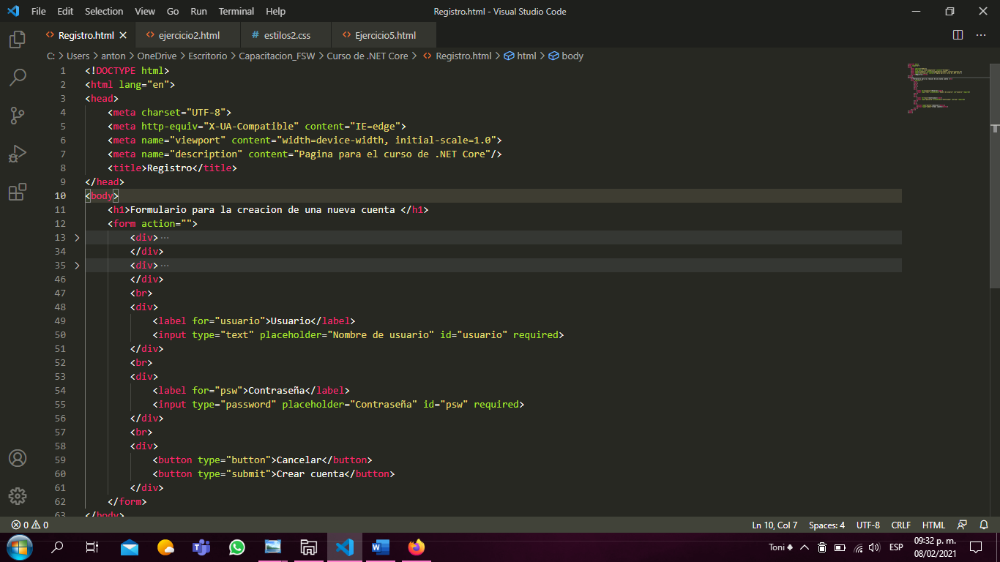 File Edit Selection View Go Run Terminal Help Registro.html - Visual Studio Code
Registro.html ejercicio2.html # estilos2.css Ejercicio5.html
C: > Users > anton > OneDrive > Escritorio > Capacitacion_FSW > Curso de .NET Core > Registro.html > html > body
1 <!DOCTYPE html>
2 <html lang="en">
3 <head>
4 <meta charset="UTF-8">
5 <meta http-equiv="X-UA-Compatible" content="IE=edge">
6 <meta name="viewport" content="width=device-width, initial-scale=1.0">
7 <meta name="description" content="Pagina para el curso de .NET Core"/>
8 <title>Registro</title>
9 </head>
10 <body>
11 <h1>Formulario para la creacion de una nueva cuenta </h1>
12 <form action="">
13 <div>···
34 </div>
35 <div>···
46 </div>
47 <br>
48 <div>
49 <label for="usuario">Usuario</label>
50 <input type="text" placeholder="Nombre de usuario" id="usuario" required>
51 </div>
52 <br>
53 <div>
54 <label for="psw">Contraseña</label>
55 <input type="password" placeholder="Contraseña" id="psw" required>
56 </div>
57 <br>
58 <div>
59 <button type="button">Cancelar</button>
60 <button type="submit">Crear cuenta</button>
61 </div>
62 </form>
63 </body>
0 0 Ln 10, Col 7 Spaces: 4 UTF-8 CRLF HTML
Toni ESP 09:32 p. m.
08/02/2021